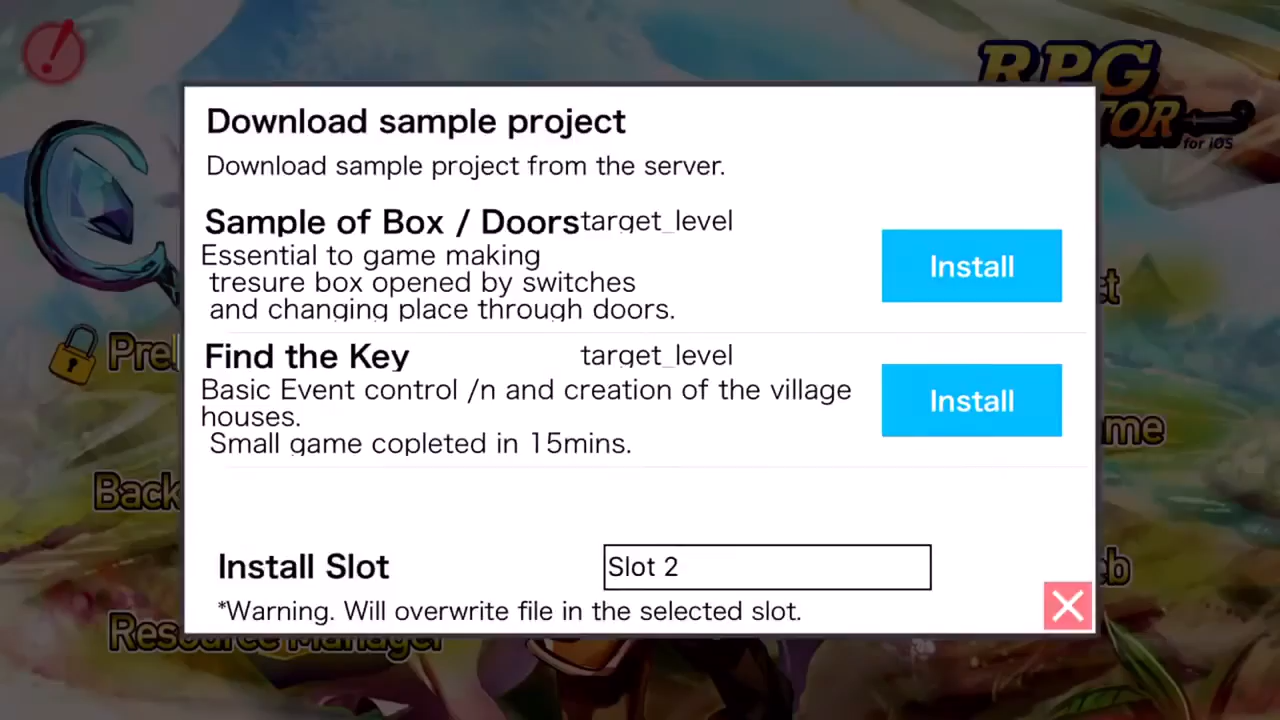 RPG
TOR
for iOS
Download sample project
Download sample project from the server.
Sample of Box / Doors target_level
Essential to game making
tresure box opened by switches
and changing place through doors.
Install
Find the Key target_level
Basic Event control /n and creation of the village
houses.
Small game copleted in 15mins.
Install
Install Slot Slot 2
*Warning. Will overwrite file in the selected slot.
Back
Resource Manager